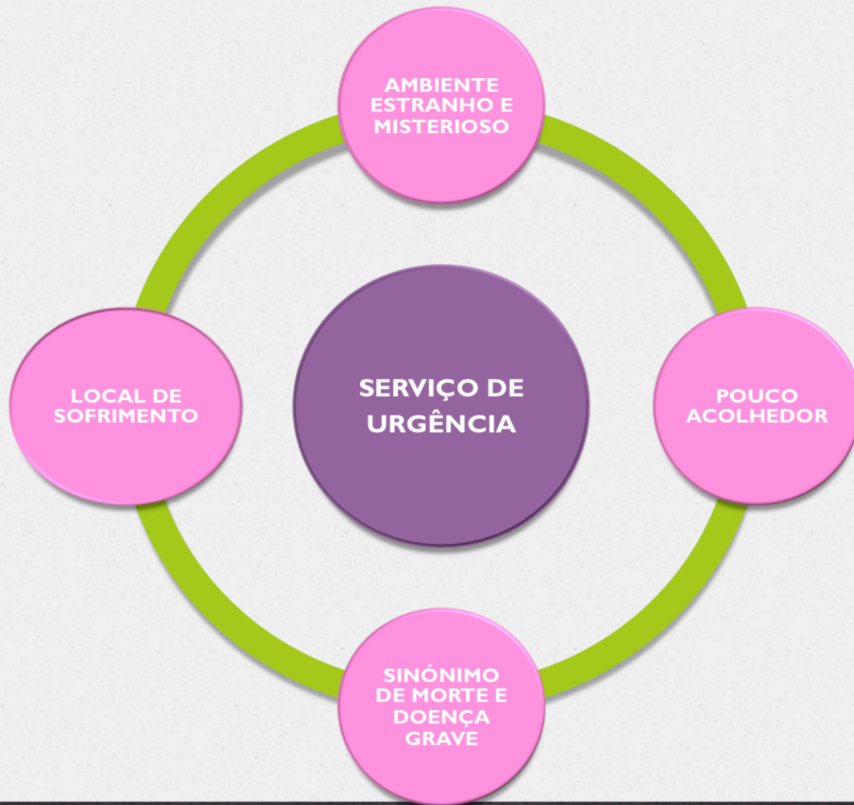 AMBIENTE
ESTRANHO E
MISTERIOSO
LOCAL DE
SOFRIMENTO
SERVIÇO DE
URGÊNCIA
POUCO
ACOLHEDOR
SINÓNIMO
DE MORTE E
DOENÇA
GRAVE